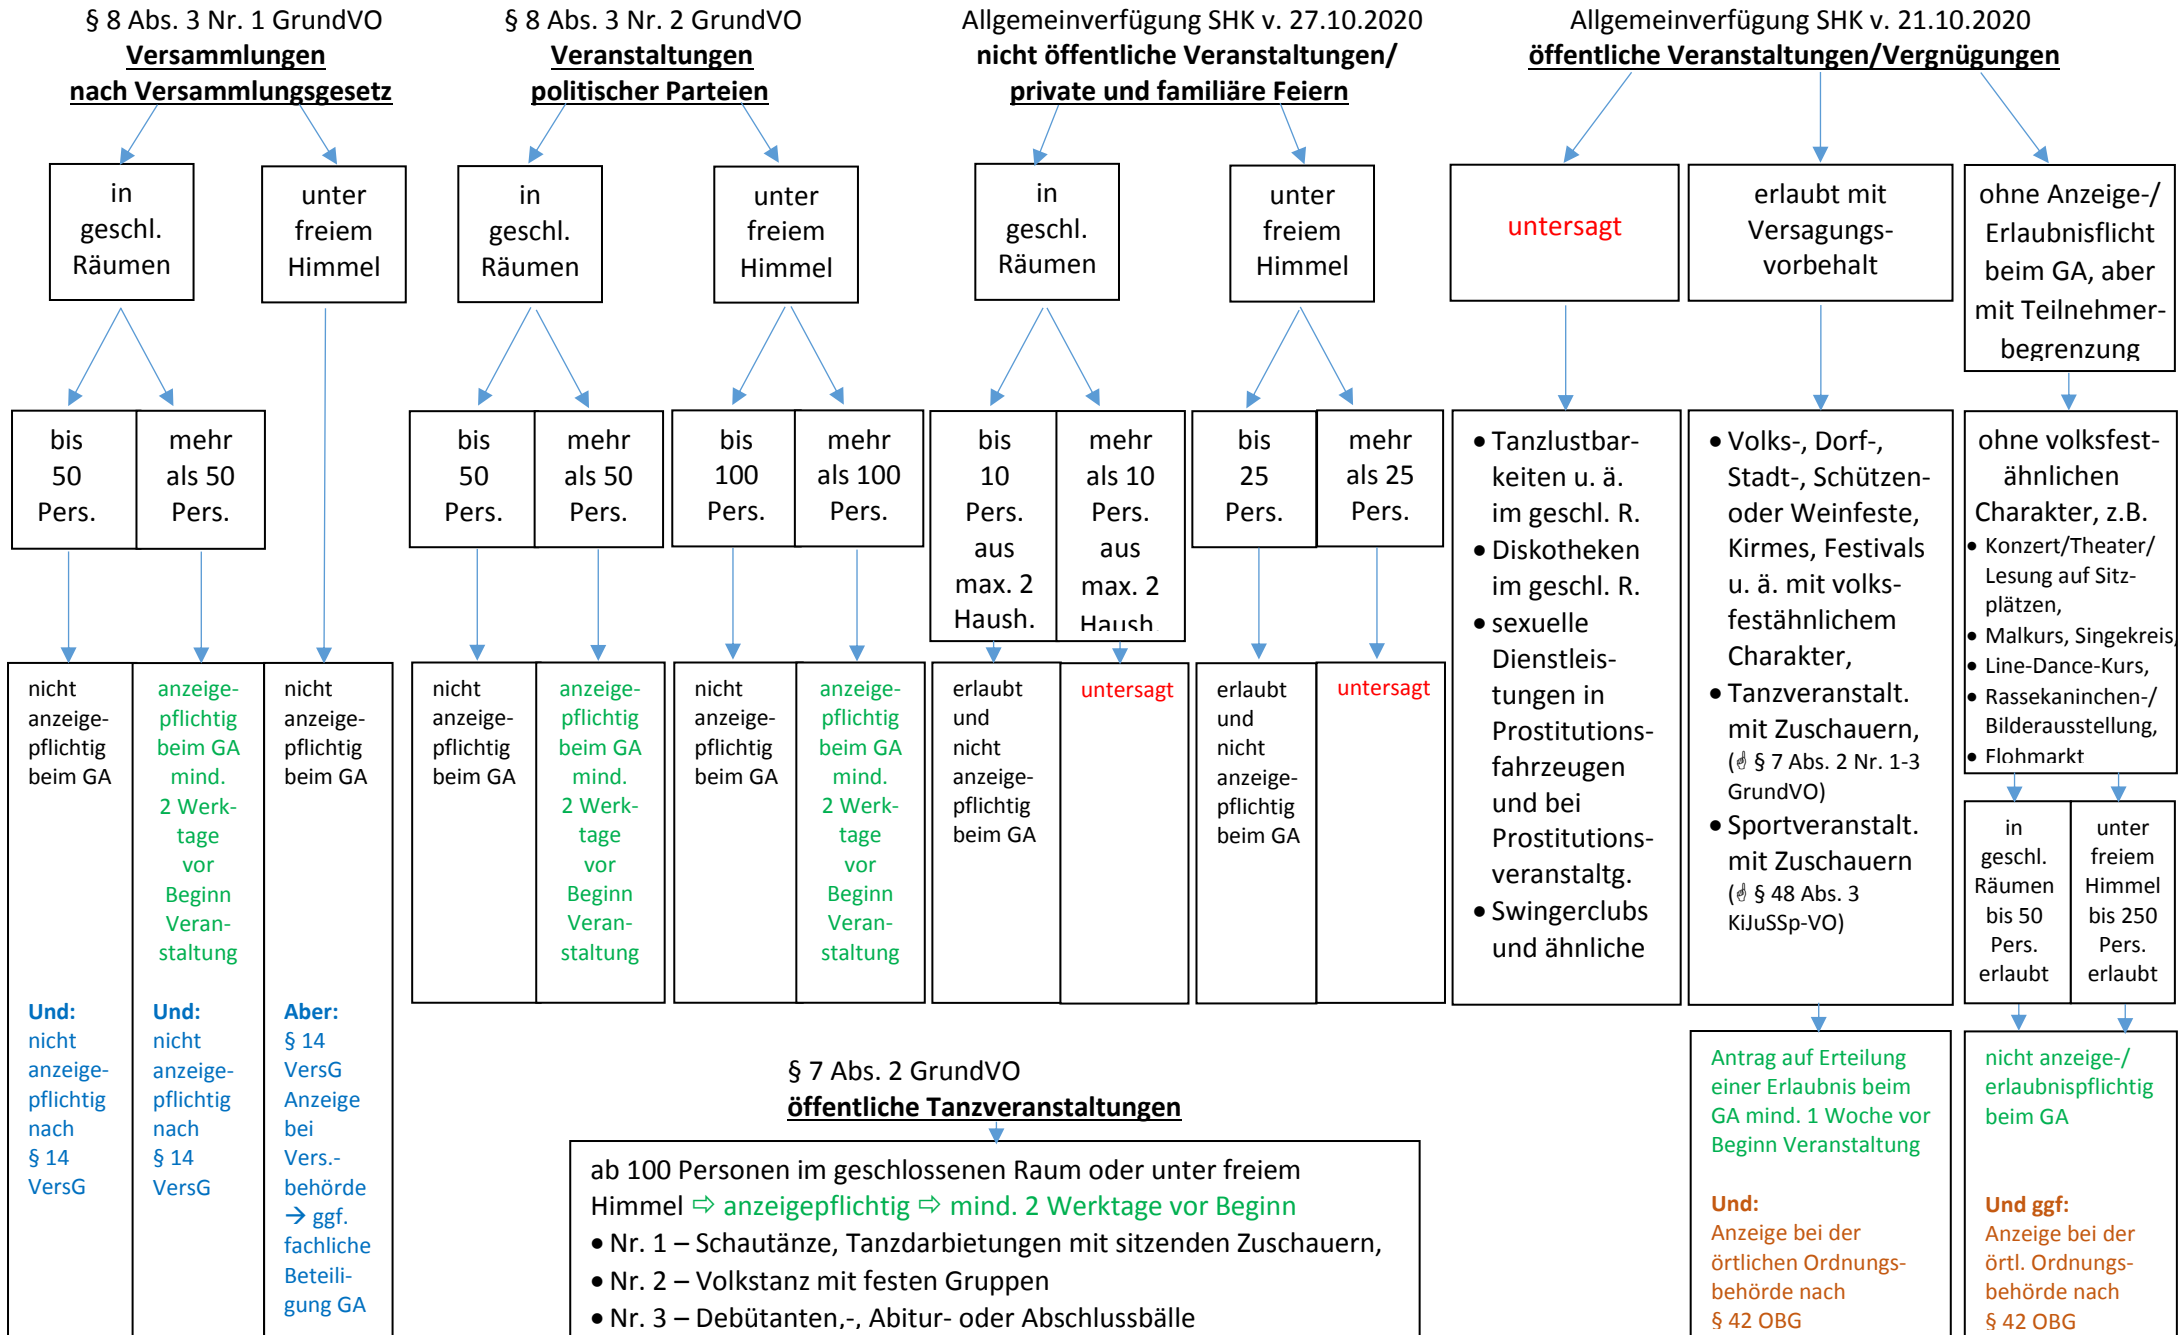 § 8 Abs. 3 Nr. 1 GrundVO
Versammlungen
nach Versammlungsgesetz
§ 8 Abs. 3 Nr. 2 GrundVO
Veranstaltungen
politischer Parteien
Allgemeinverfügung SHK v. 27.10.2020
nicht öffentliche Veranstaltungen/
private und familiäre Feiern
Allgemeinverfügung SHK v. 21.10.2020
öffentliche Veranstaltungen/Vergnügungen
in
geschl.
Räumen
unter
freiem
Himmel
in
geschl.
Räumen
unter
freiem
Himmel
in
geschl.
Räumen
unter
freiem
Himmel
untersagt
erlaubt mit
Versagungs-
vorbehalt
ohne Anzeige-/
Erlaubnisflicht
beim GA, aber
mit Teilnehmer-
begrenzung
bis
50
Pers.
mehr
als 50
Pers.
bis
50
Pers.
mehr
als 50
Pers.
bis
100
Pers.
mehr
als 100
Pers.
bis
10
Pers.
aus
max. 2
Haush.
mehr
als 10
Pers.
aus
max. 2
Haush.
bis
25
Pers.
mehr
als 25
Pers.
• Tanzlustbar-
keiten u. ä.
im geschl. R.
• Diskotheken
im geschl. R.
• sexuelle
Dienstleis-
tungen in
Prostitutions-
fahrzeugen
und bei
Prostitutions-
veranstaltg.
• Swingerclubs
und ähnliche
• Volks-, Dorf-,
Stadt-, Schützen-
oder Weinfeste,
Kirmes, Festivals
u. ä. mit volks-
festähnlichem
Charakter,
• Tanzveranstalt.
mit Zuschauern,
(☝ § 7 Abs. 2 Nr. 1-3
GrundVO)
• Sportveranstalt.
mit Zuschauern
(☝ § 48 Abs. 3
KiJuSSp-VO)
ohne volksfest-
ähnlichen
Charakter, z.B.
• Konzert/Theater/
Lesung auf Sitz-
plätzen,
• Malkurs, Singekreis,
• Line-Dance-Kurs,
• Rassekaninchen-/
Bilderausstellung,
• Flohmarkt
nicht
anzeige-
pflichtig
beim GA
Und:
nicht
anzeige-
pflichtig
nach
§ 14
VersG
anzeige-
pflichtig
beim GA
mind.
2 Werk-
tage
vor
Beginn
Veran-
staltung
Und:
nicht
anzeige-
pflichtig
nach
§ 14
VersG
nicht
anzeige-
pflichtig
beim GA
Aber:
§ 14
VersG
Anzeige
bei
Vers.-
behörde
→ ggf.
fachliche
Beteili-
gung GA
nicht
anzeige-
pflichtig
beim GA
anzeige-
pflichtig
beim GA
mind.
2 Werk-
tage
vor
Beginn
Veran-
staltung
nicht
anzeige-
pflichtig
beim GA
anzeige-
pflichtig
beim GA
mind.
2 Werk-
tage
vor
Beginn
Veran-
staltung
erlaubt
und
nicht
anzeige-
pflichtig
beim GA
untersagt
erlaubt
und
nicht
anzeige-
pflichtig
beim GA
untersagt
in
geschl.
Räumen
bis 50
Pers.
erlaubt
unter
freiem
Himmel
bis 250
Pers.
erlaubt
§ 7 Abs. 2 GrundVO
öffentliche Tanzveranstaltungen
ab 100 Personen im geschlossenen Raum oder unter freiem
Himmel ⇨ anzeigepflichtig ⇨ mind. 2 Werktage vor Beginn
• Nr. 1 – Schautänze, Tanzdarbietungen mit sitzenden Zuschauern,
• Nr. 2 – Volkstanz mit festen Gruppen
• Nr. 3 – Debütanten,-, Abitur- oder Abschlussbälle
Antrag auf Erteilung
einer Erlaubnis beim
GA mind. 1 Woche vor
Beginn Veranstaltung
Und:
Anzeige bei der
örtlichen Ordnungs-
behörde nach
§ 42 OBG
nicht anzeige-/
erlaubnispflichtig
beim GA
Und ggf:
Anzeige bei der
örtl. Ordnungs-
behörde nach
§ 42 OBG